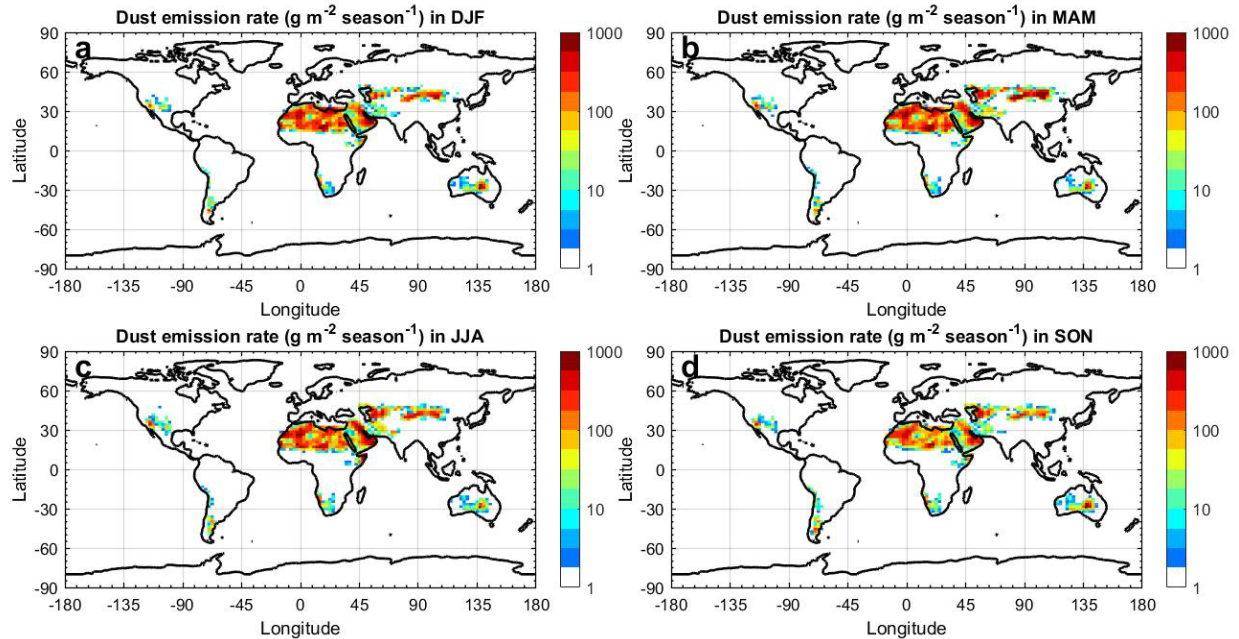 Dust emission rate (g m⁻² season⁻¹) in DJF
a
90
60
30
0
-30
-60
-90
Latitude
-180 -135 -90 -45 0 45 90 135 180
Longitude
1000
100
10
1
Dust emission rate (g m⁻² season⁻¹) in MAM
b
90
60
30
0
-30
-60
-90
Latitude
-180 -135 -90 -45 0 45 90 135 180
Longitude
1000
100
10
1
Dust emission rate (g m⁻² season⁻¹) in JJA
c
90
60
30
0
-30
-60
-90
Latitude
-180 -135 -90 -45 0 45 90 135 180
Longitude
1000
100
10
1
Dust emission rate (g m⁻² season⁻¹) in SON
d
90
60
30
0
-30
-60
-90
Latitude
-180 -135 -90 -45 0 45 90 135 180
Longitude
1000
100
10
1